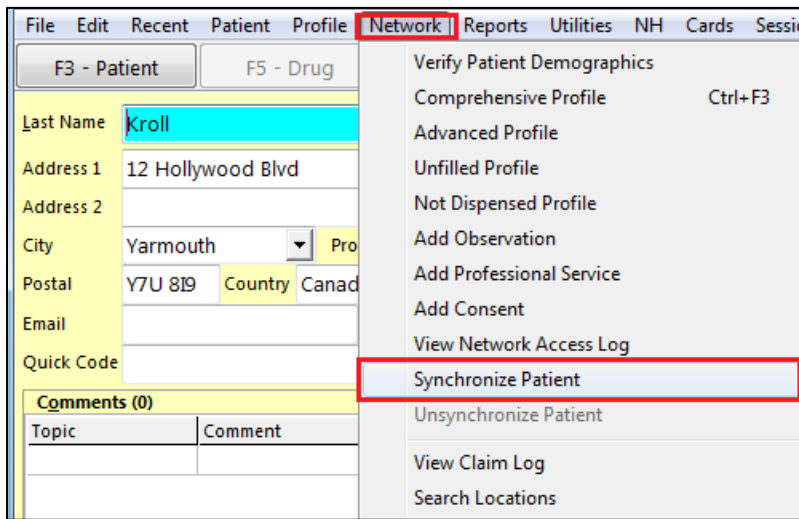 File Edit Recent Patient Profile Network Reports Utilities NH Cards Sessi
F3 - Patient F5 - Drug
Last Name Kroll
Address 1 12 Hollywood Blvd
Address 2
City Yarmouth Pro
Postal Y7U 8I9 Country Canad
Email
Quick Code
Comments (0)
Topic Comment
Verify Patient Demographics
Comprehensive Profile Ctrl+F3
Advanced Profile
Unfilled Profile
Not Dispensed Profile
Add Observation
Add Professional Service
Add Consent
View Network Access Log
Synchronize Patient
Unsynchronize Patient
View Claim Log
Search Locations